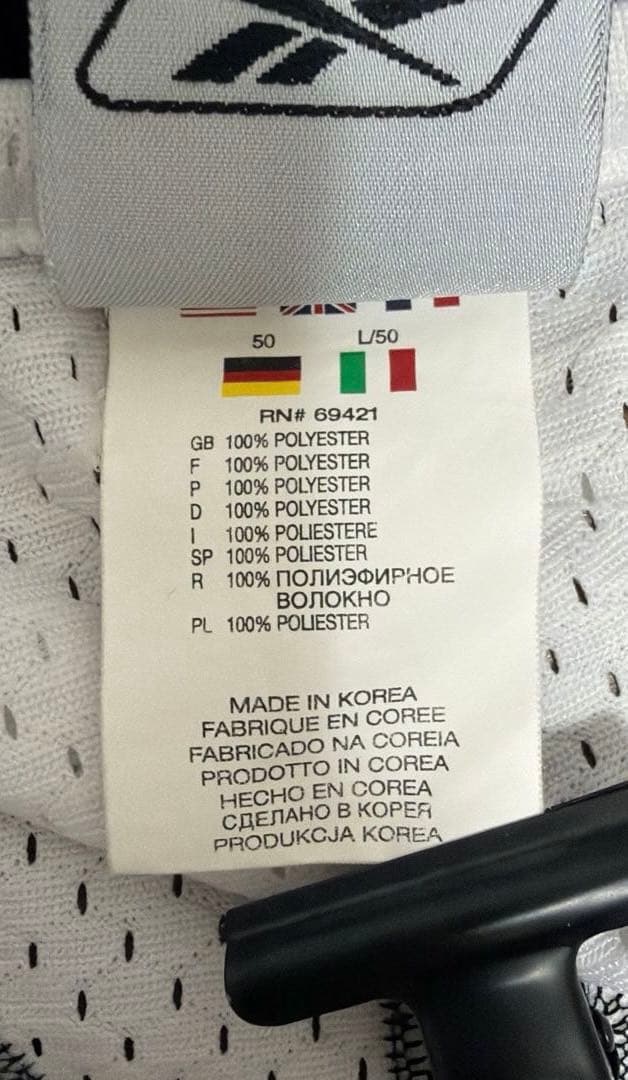 50 L/50
RN# 69421
GB 100% POLYESTER
F 100% POLYESTER
P 100% POLYESTER
D 100% POLYESTER
I 100% POLIESTERE
SP 100% POLIESTER
R 100% ПОЛИЭФИРНОЕ
ВОЛОКНО
PL 100% POLIESTER
MADE IN KOREA
FABRIQUE EN COREE
FABRICADO NA COREIA
PRODOTTO IN COREA
HECHO EN COREA
СДЕЛАНО В КОРЕЯ
PRODUKCJA KOREA